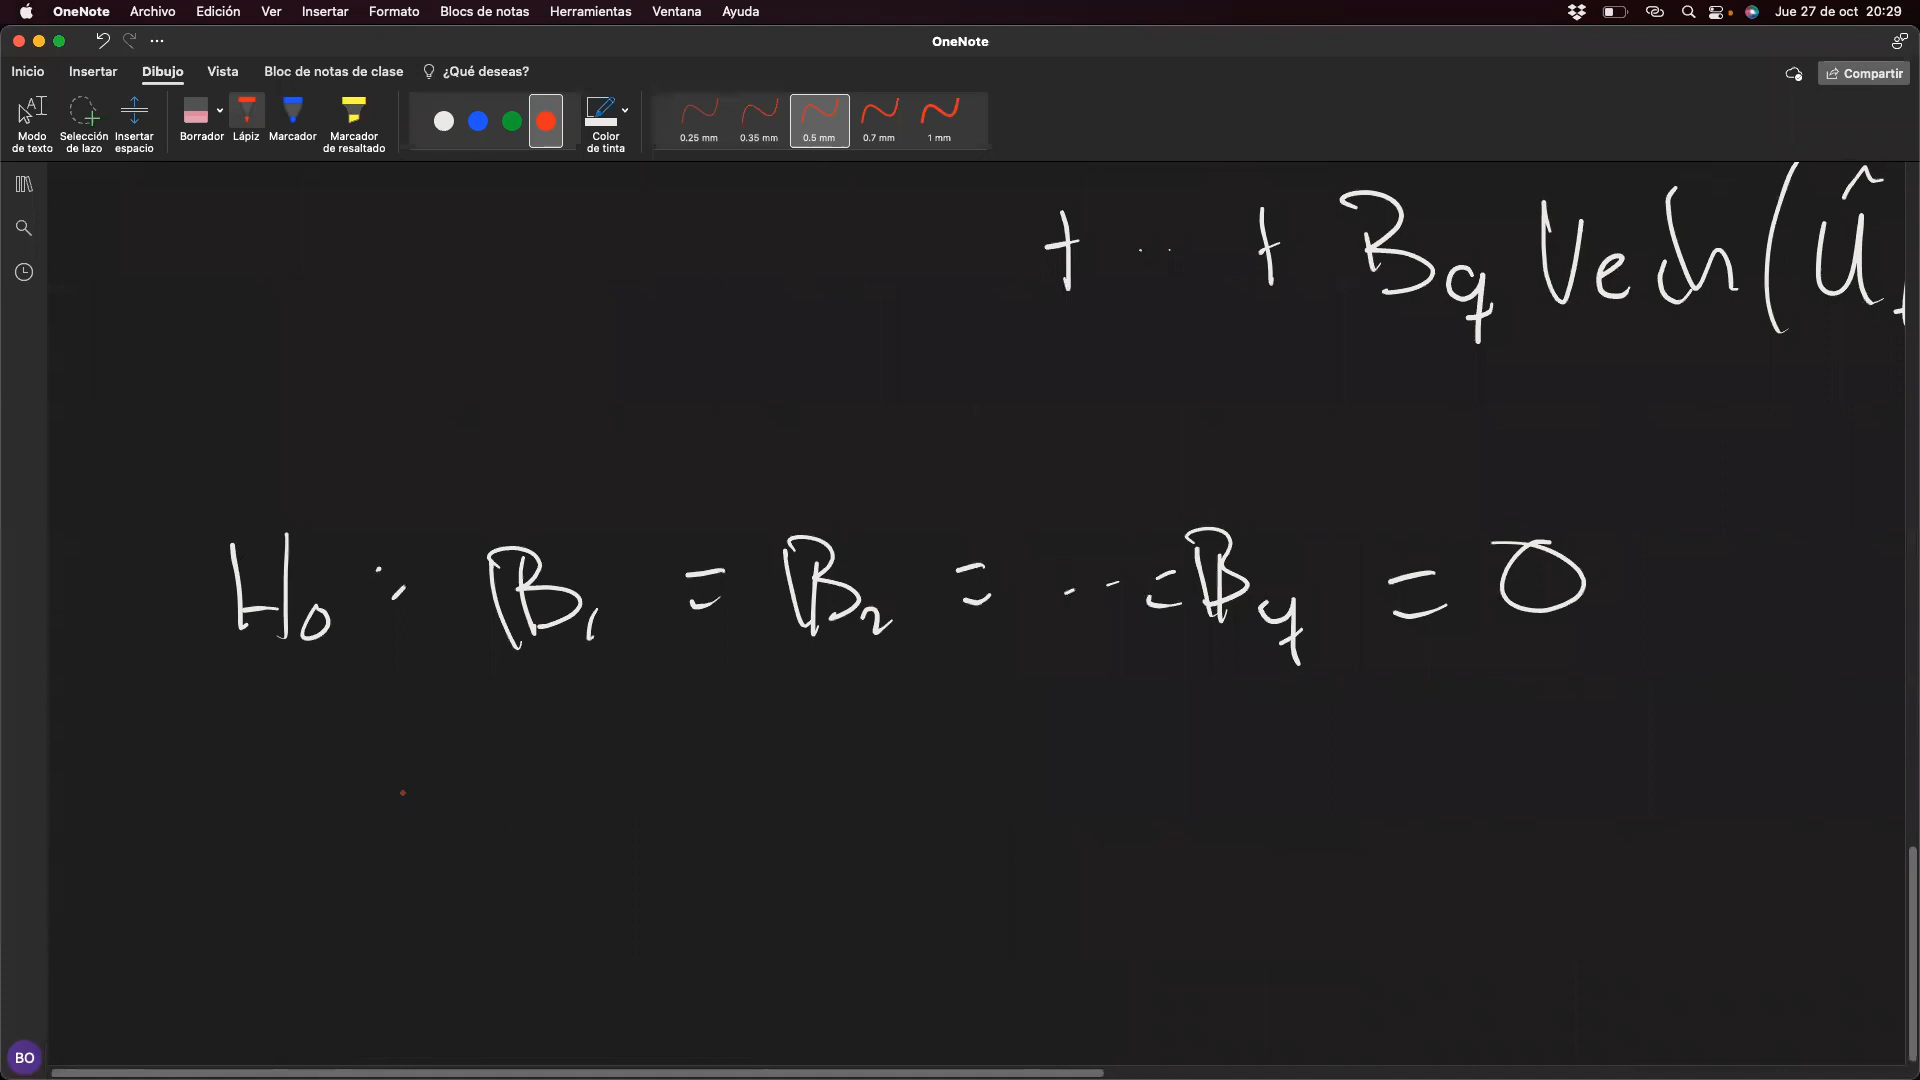 OneNote Archivo Edición Ver Insertar Formato Bloc de notas Herramientas Ventana Ayuda Jue 27 de oct 20:29
OneNote
Inicio Insertar Dibujo Vista Bloc de notas de clase ¿Qué deseas? Compartir
Modo de texto Selección de lazo Insertar espacio Borrador Lápiz Marcador Marcador de resaltado Color de tinta 0.25 mm 0.35 mm 0.5 mm 0.7 mm 1 mm
+ ·· + B_q Vech(û
H₀ : B₁ = B₂ = ··· = B_q = 0
BO